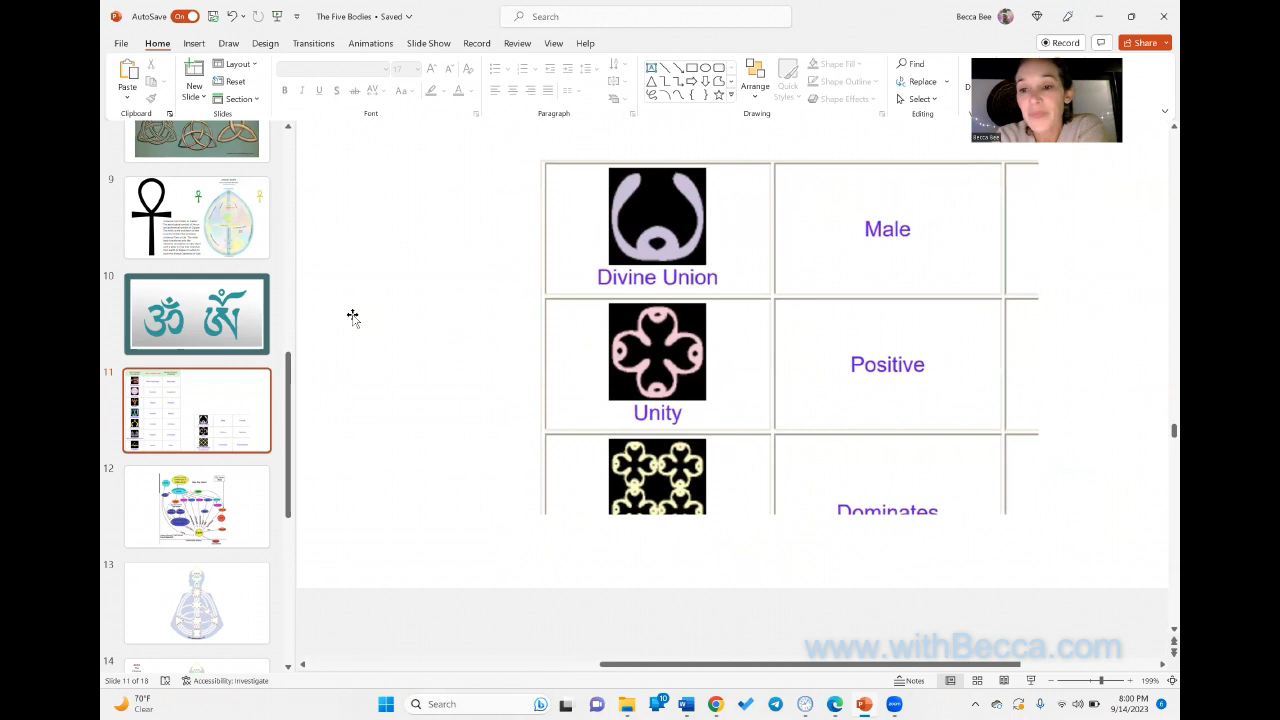 AutoSave
On
The Five Bodies • Saved
Search
Becca Bee
File
Home
Insert
Draw
Design
Transitions
Animations
Slide Show
Record
Review
View
Help
Record
Share
Paste
New
Slide
Layout
Reset
Section
17
Shape Fill
Shape Outline
Shape Effects
Arrange
Quick
Styles
Find
Replace
Select
Clipboard
Slides
Font
Paragraph
Drawing
Editing
Becca Bee
9
10
ॐ
11
12
13
14
Divine Union
Male
Unity
Positive
Dominates
www.withBecca.com
Slide 11 of 18
Accessibility: Investigate
Notes
199%
70°F
Clear
Search
10
zoom
8:00 PM
9/14/2023
6